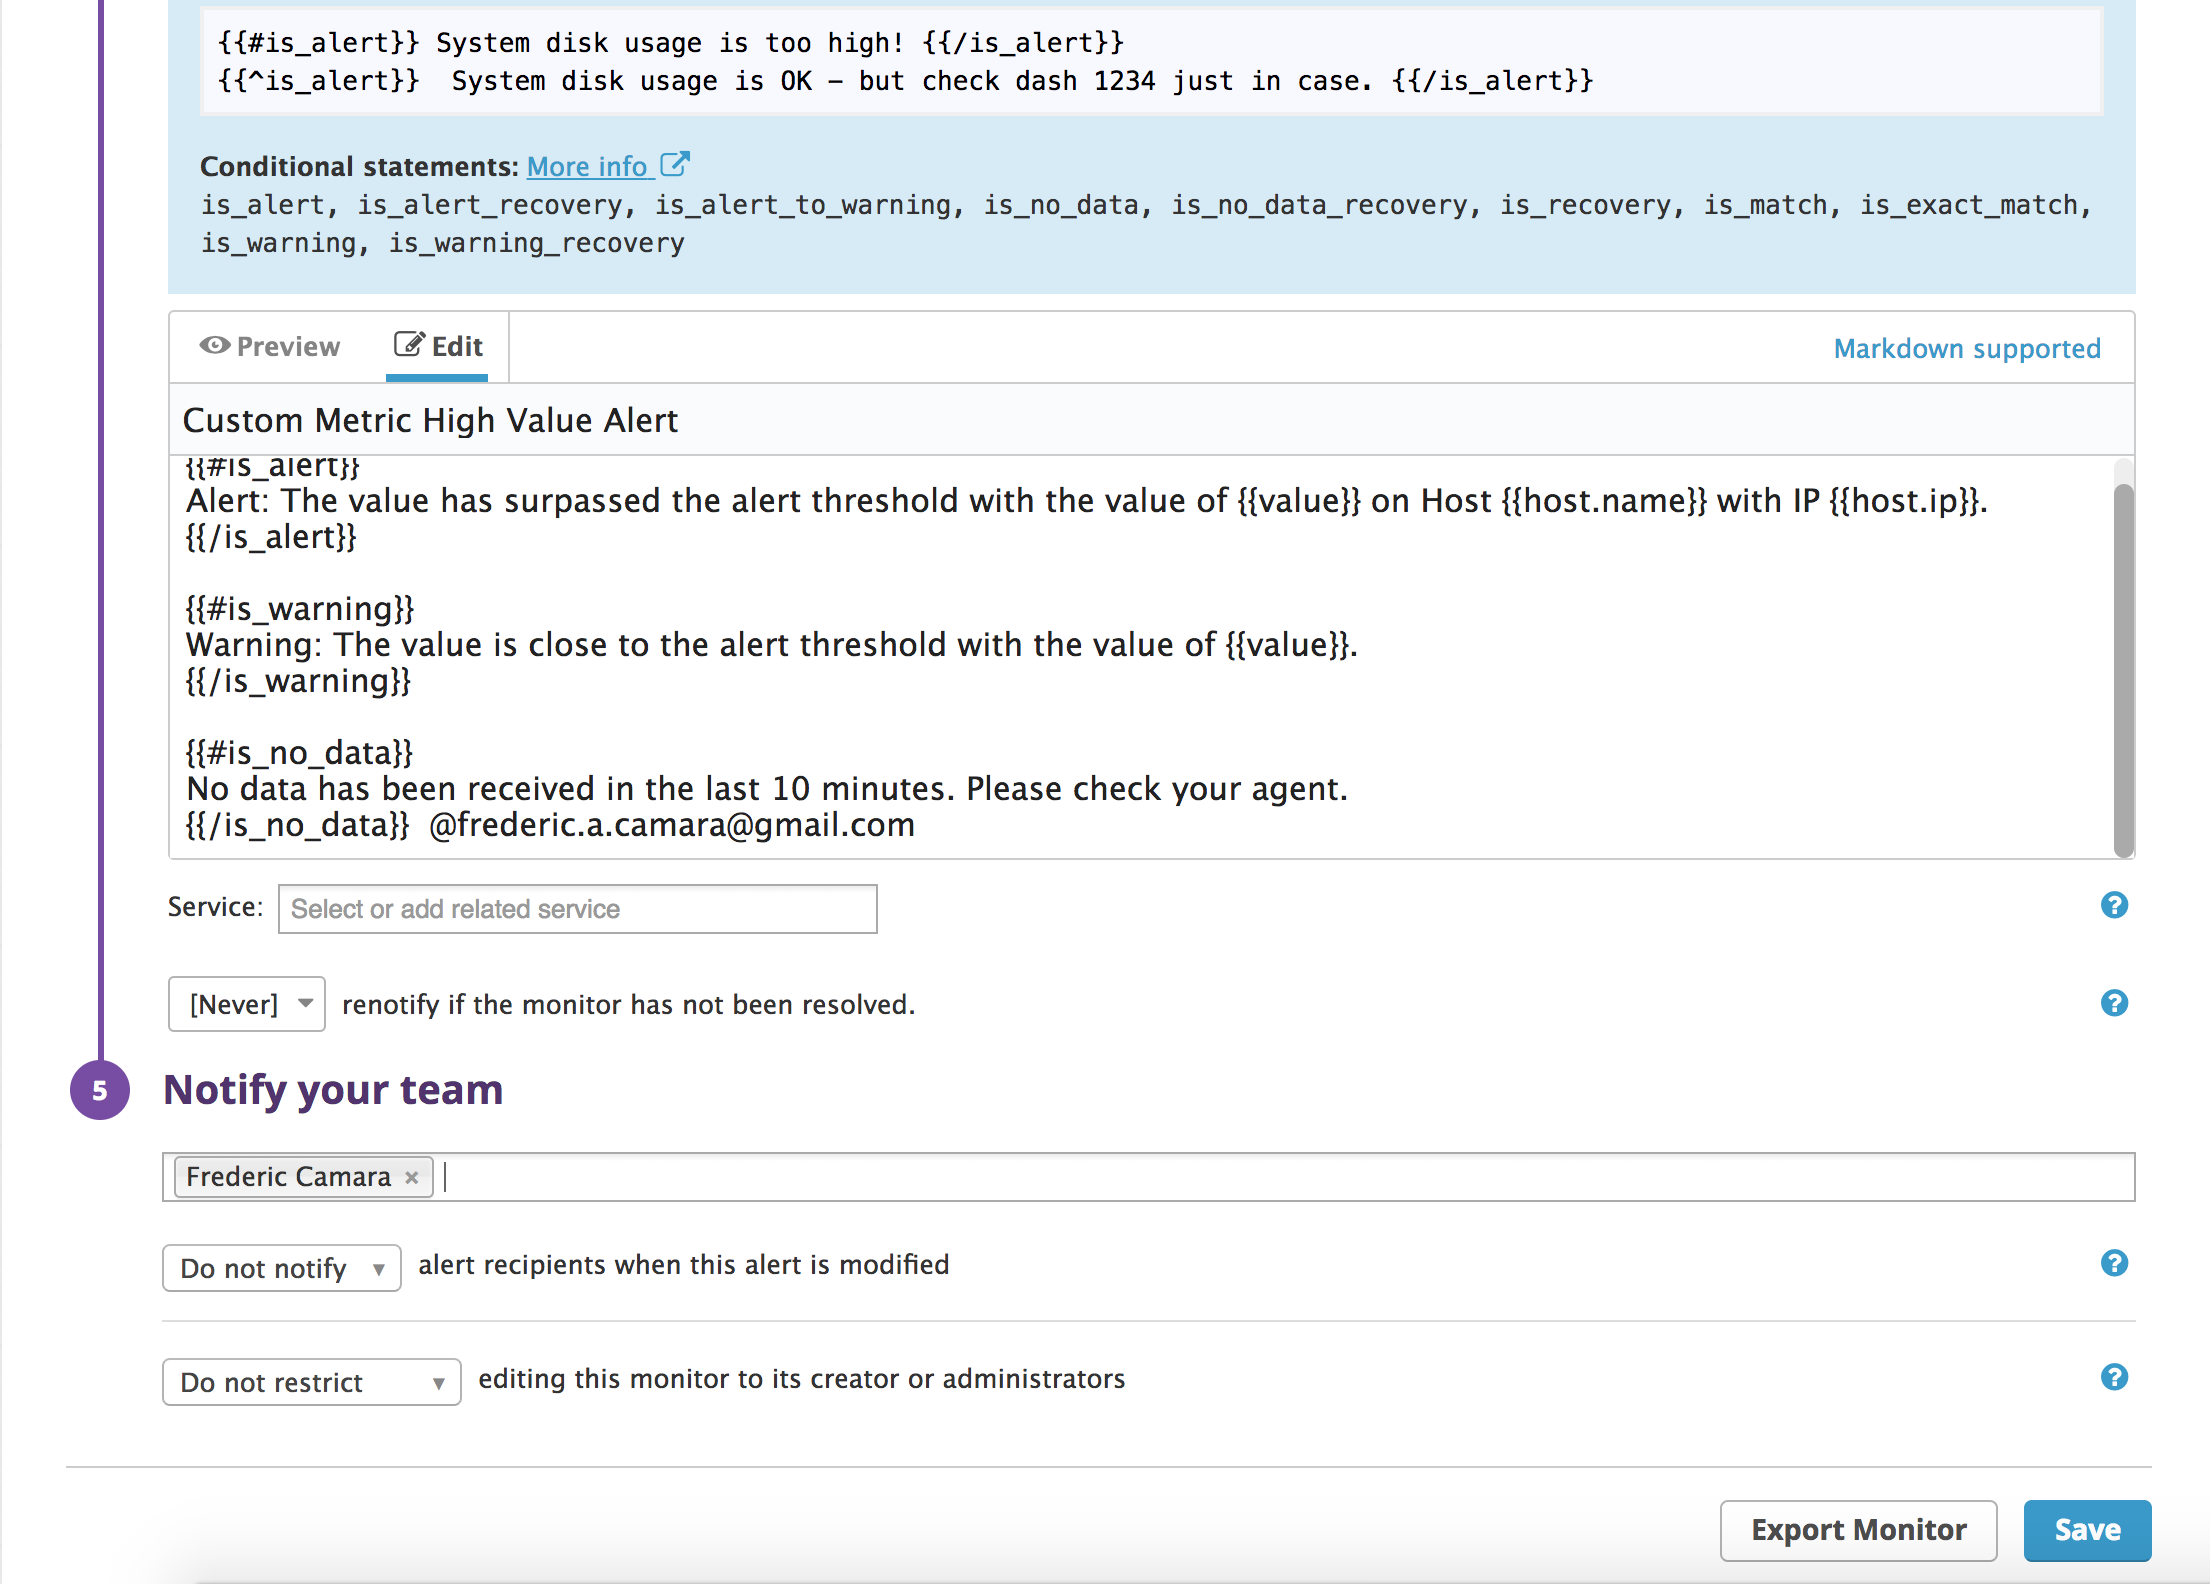 {{#is_alert}} System disk usage is too high! {{/is_alert}}
{{^is_alert}}  System disk usage is OK – but check dash 1234 just in case. {{/is_alert}}
Conditional statements: More info
is_alert, is_alert_recovery, is_alert_to_warning, is_no_data, is_no_data_recovery, is_recovery, is_match, is_exact_match,
is_warning, is_warning_recovery
Preview Edit Markdown supported
Custom Metric High Value Alert
{{#is_alert}}
Alert: The value has surpassed the alert threshold with the value of {{value}} on Host {{host.name}} with IP {{host.ip}}.
{{/is_alert}}
{{#is_warning}}
Warning: The value is close to the alert threshold with the value of {{value}}.
{{/is_warning}}
{{#is_no_data}}
No data has been received in the last 10 minutes. Please check your agent.
{{/is_no_data}}  @frederic.a.camara@gmail.com
Service: Select or add related service ?
[Never] renotify if the monitor has not been resolved. ?
5 Notify your team
Frederic Camara ×
Do not notify alert recipients when this alert is modified ?
Do not restrict editing this monitor to its creator or administrators ?
Export Monitor Save